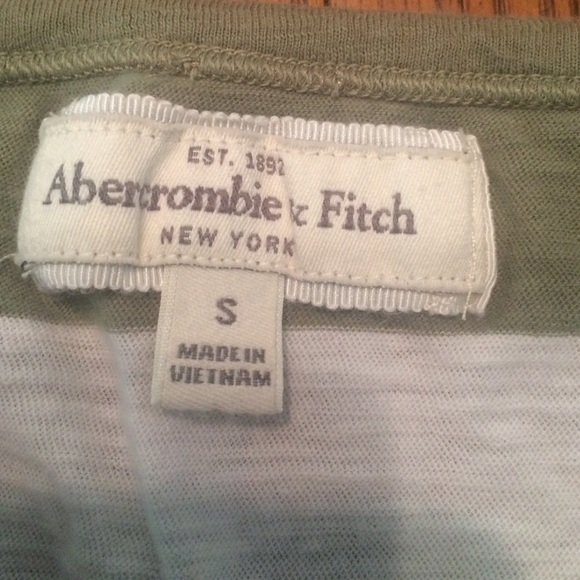 EST. 1892
Abercrombie & Fitch
NEW YORK
S
MADE IN
VIETNAM